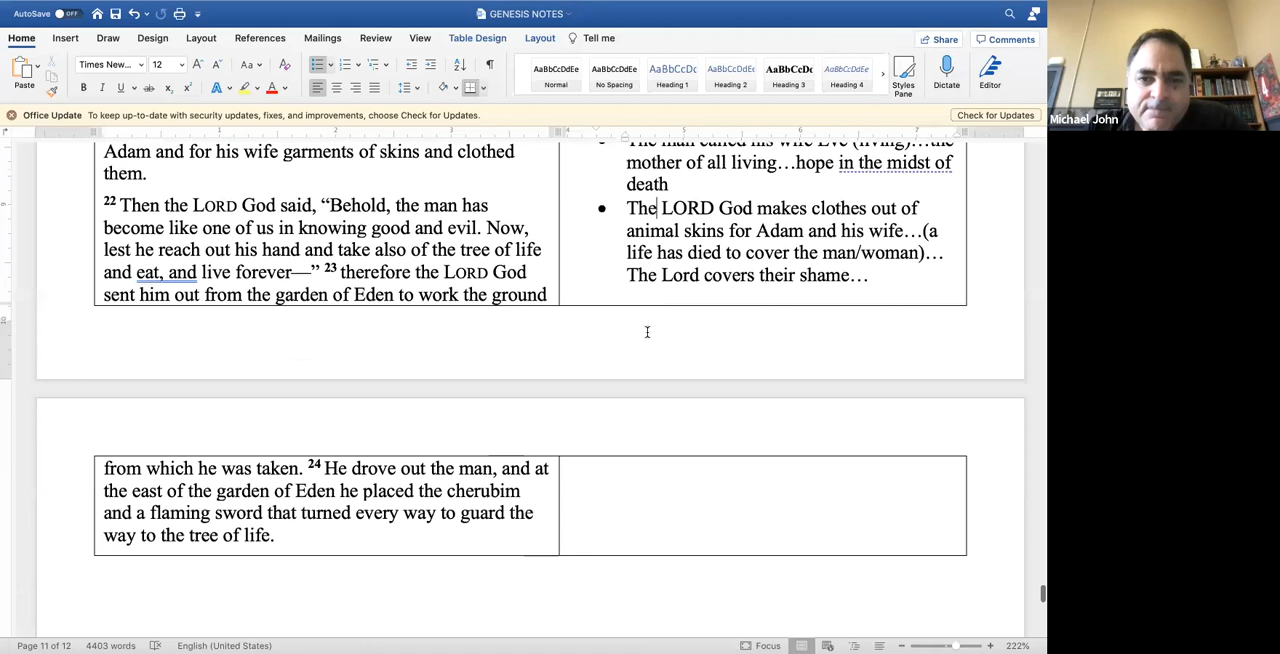 AutoSave OFF
GENESIS NOTES
Home Insert Draw Design Layout References Mailings Review View Table Design Layout Tell me
Share Comments
Times New... 12
Paste
AaBbCcDdEe AaBbCcDdEe AaBbCcDc AaBbCcDdEe AaBbCcDc AaBbCcDdEe
Normal No Spacing Heading 1 Heading 2 Heading 3 Heading 4
Styles Pane Dictate Editor
Office Update To keep up-to-date with security updates, fixes, and improvements, choose Check for Updates.
Check for Updates
Michael John
Adam and for his wife garments of skins and clothed
them.
22 Then the LORD God said, “Behold, the man has
become like one of us in knowing good and evil. Now,
lest he reach out his hand and take also of the tree of life
and eat, and live forever—” 23 therefore the LORD God
sent him out from the garden of Eden to work the ground
The man called his wife Eve (living)…the
mother of all living…hope in the midst of
death
• The LORD God makes clothes out of
animal skins for Adam and his wife…(a
life has died to cover the man/woman)…
The Lord covers their shame…
from which he was taken. 24 He drove out the man, and at
the east of the garden of Eden he placed the cherubim
and a flaming sword that turned every way to guard the
way to the tree of life.
Page 11 of 12 4403 words English (United States)
Focus 222%